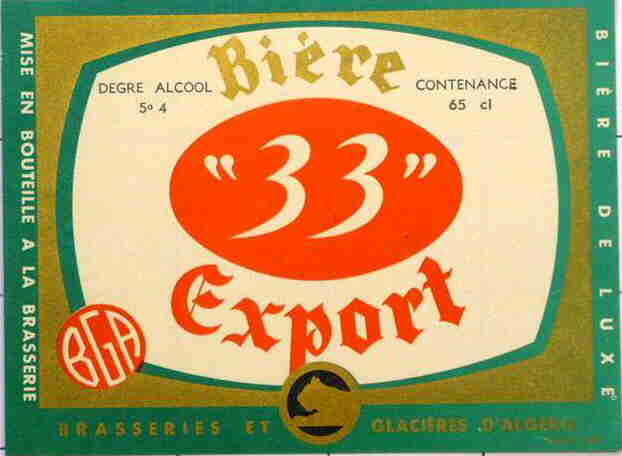 MISE EN BOUTEILLE A LA BRASSERIE
Bière
DEGRE ALCOOL
5º 4
CONTENANCE
65 cl
"33"
Export
BGA
BRASSERIES ET GLACIÈRES D'ALGÉRIE
BIÈRE DE LUXE